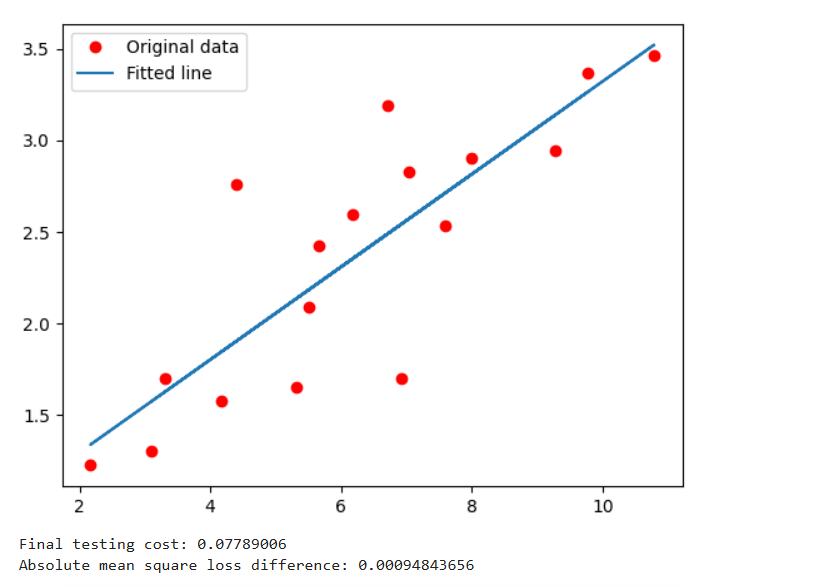 Original data
Fitted line
3.5
3.0
2.5
2.0
1.5
2 4 6 8 10
Final testing cost: 0.07789006
Absolute mean square loss difference: 0.00094843656